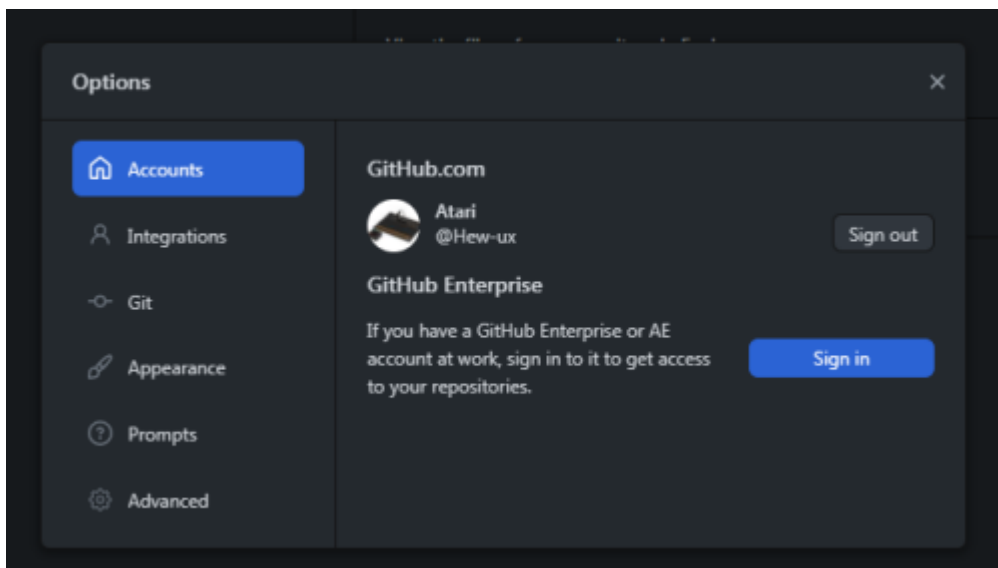 Options
Accounts
Integrations
Git
Appearance
Prompts
Advanced
GitHub.com
Atari
@Hew-ux
Sign out
GitHub Enterprise
If you have a GitHub Enterprise or AE
account at work, sign in to it to get access
to your repositories.
Sign in